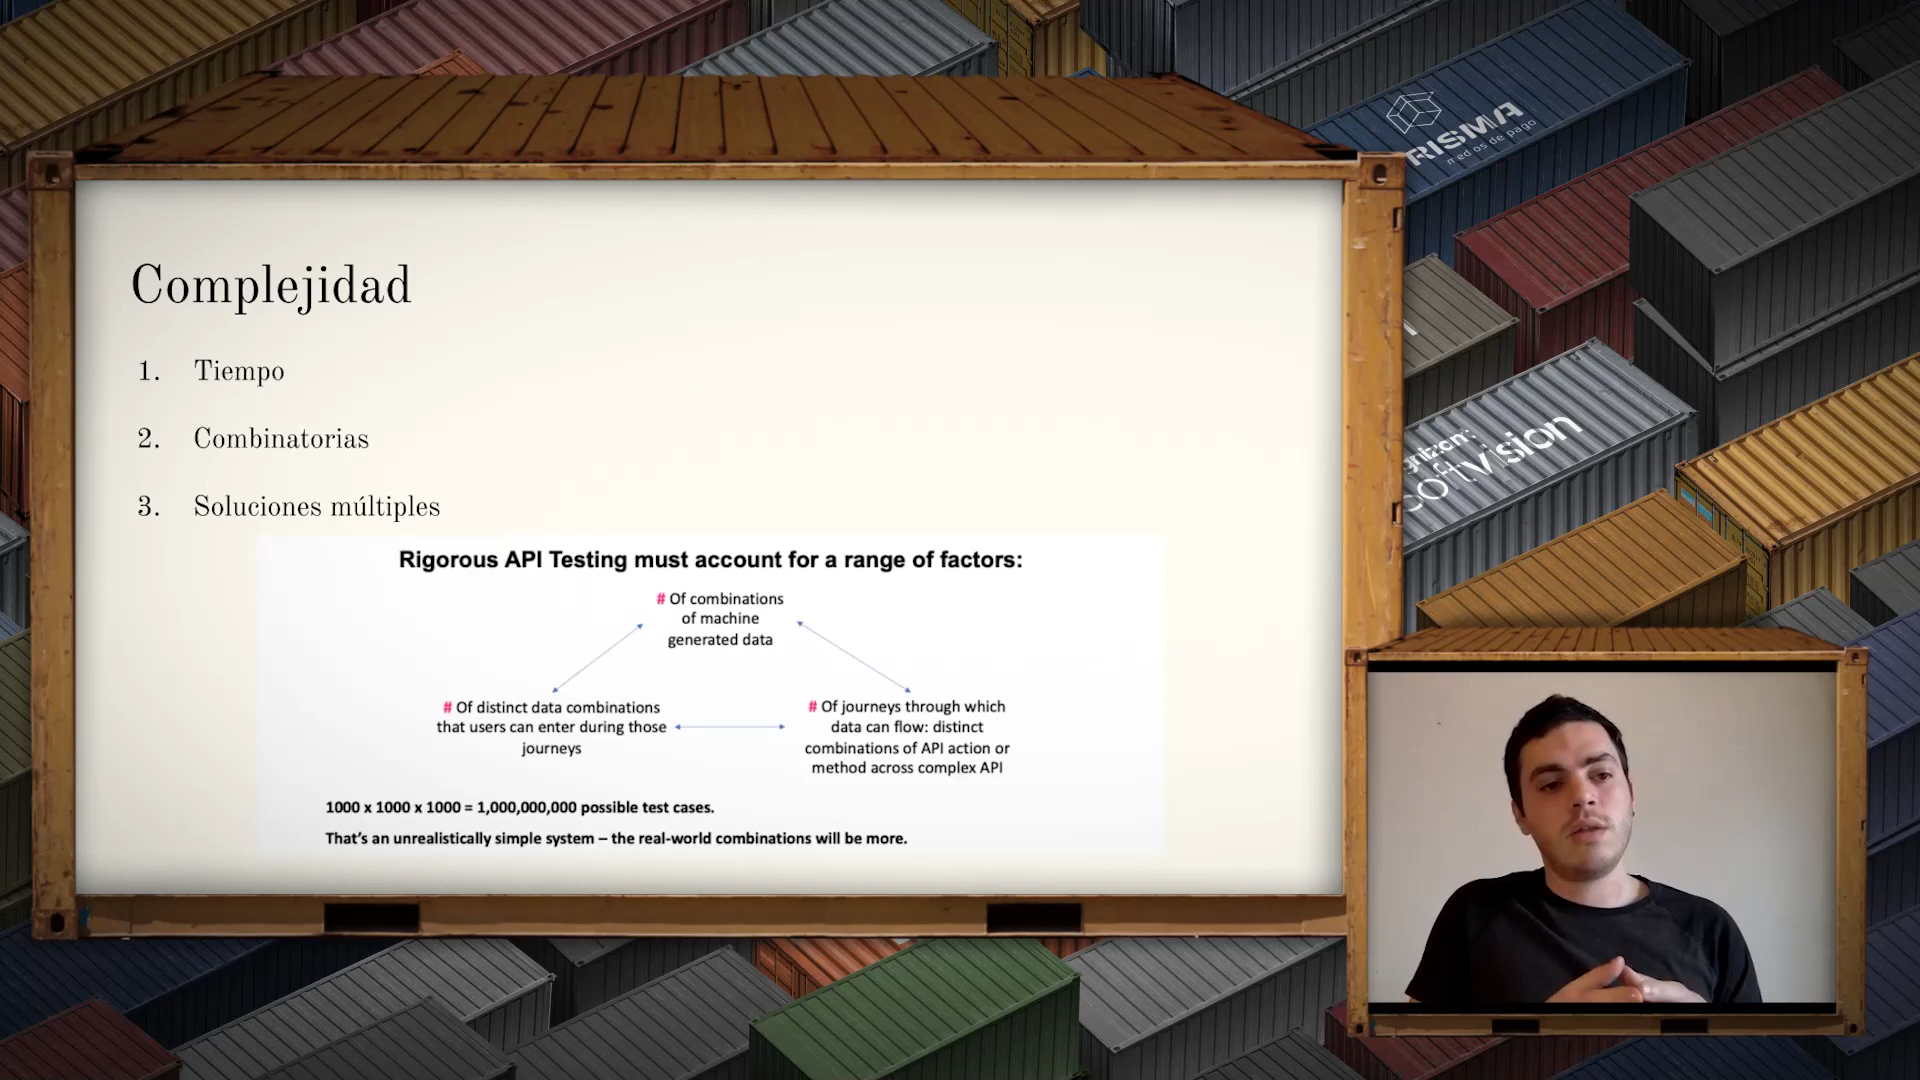 Complejidad
1. Tiempo
2. Combinatorias
3. Soluciones múltiples
Rigorous API Testing must account for a range of factors:
# Of combinations
of machine
generated data
# Of distinct data combinations
that users can enter during those
journeys
# Of journeys through which
data can flow: distinct
combinations of API action or
method across complex API
1000 x 1000 x 1000 = 1,000,000,000 possible test cases.
That's an unrealistically simple system – the real-world combinations will be more.
RISMA
medios de pago
gnizant
oftvision